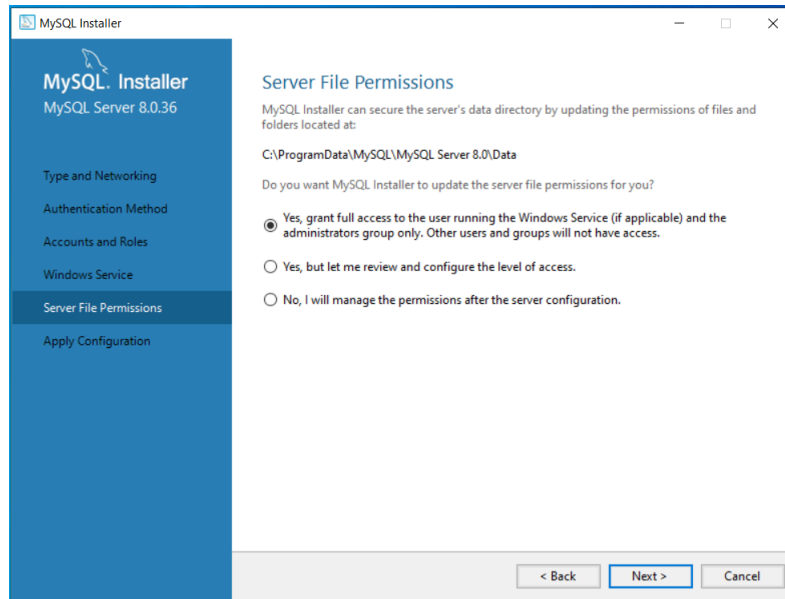 MySQL Installer
MySQL. Installer
MySQL Server 8.0.36
Type and Networking
Authentication Method
Accounts and Roles
Windows Service
Server File Permissions
Apply Configuration
Server File Permissions
MySQL Installer can secure the server's data directory by updating the permissions of files and
folders located at:
C:\ProgramData\MySQL\MySQL Server 8.0\Data
Do you want MySQL Installer to update the server file permissions for you?
Yes, grant full access to the user running the Windows Service (if applicable) and the
administrators group only. Other users and groups will not have access.
Yes, but let me review and configure the level of access.
No, I will manage the permissions after the server configuration.
< Back
Next >
Cancel